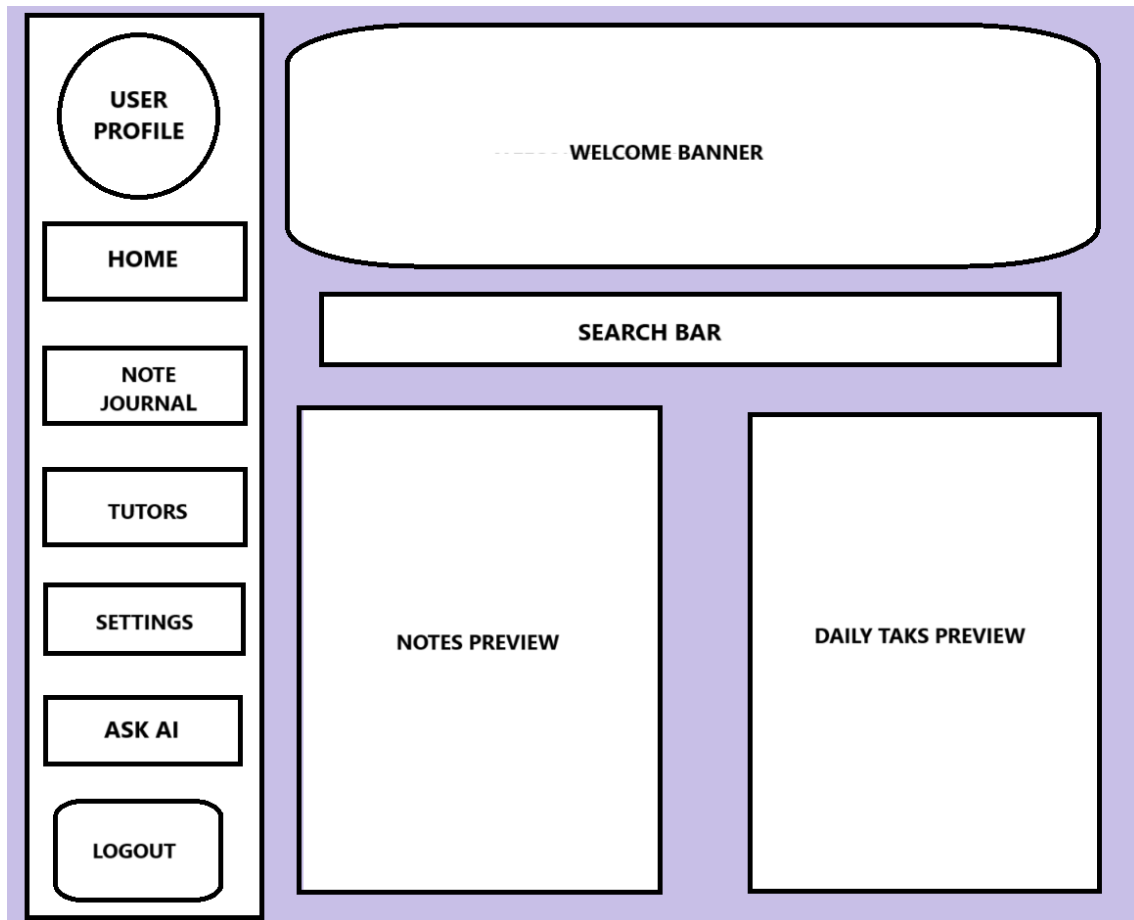 USER
PROFILE
HOME
NOTE
JOURNAL
TUTORS
SETTINGS
ASK AI
LOGOUT
WELCOME BANNER
SEARCH BAR
NOTES PREVIEW
DAILY TAKS PREVIEW